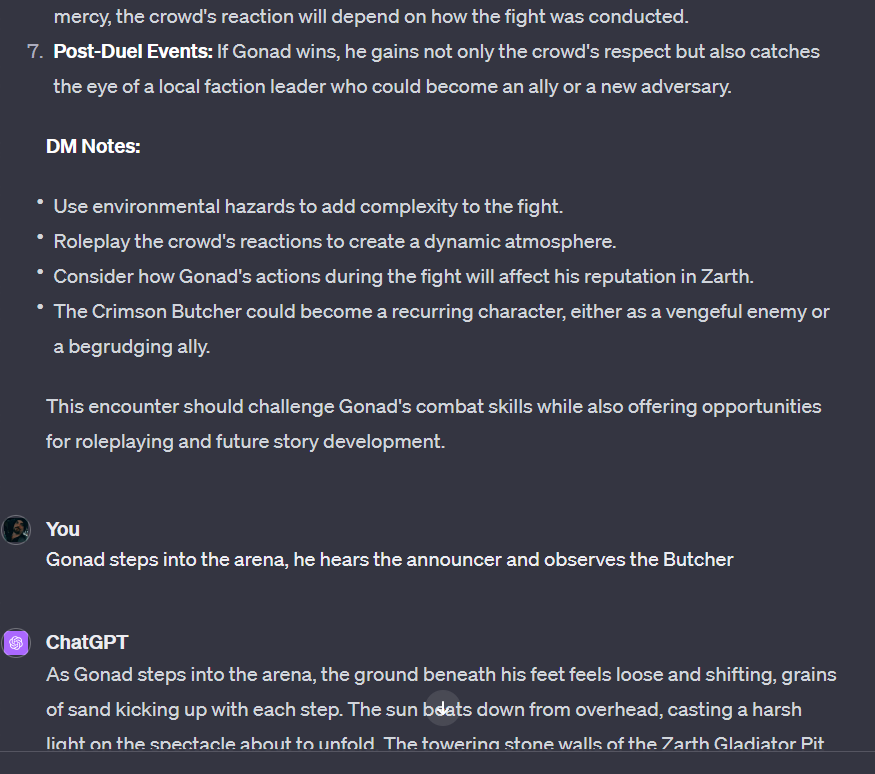 mercy, the crowd's reaction will depend on how the fight was conducted.
7. Post-Duel Events: If Gonad wins, he gains not only the crowd's respect but also catches
the eye of a local faction leader who could become an ally or a new adversary.
DM Notes:
• Use environmental hazards to add complexity to the fight.
• Roleplay the crowd's reactions to create a dynamic atmosphere.
• Consider how Gonad's actions during the fight will affect his reputation in Zarth.
• The Crimson Butcher could become a recurring character, either as a vengeful enemy or
a begrudging ally.
This encounter should challenge Gonad's combat skills while also offering opportunities
for roleplaying and future story development.
You
Gonad steps into the arena, he hears the announcer and observes the Butcher
ChatGPT
As Gonad steps into the arena, the ground beneath his feet feels loose and shifting, grains
of sand kicking up with each step. The sun beats down from overhead, casting a harsh
light on the spectacle about to unfold. The towering stone walls of the Zarth Gladiator Pit